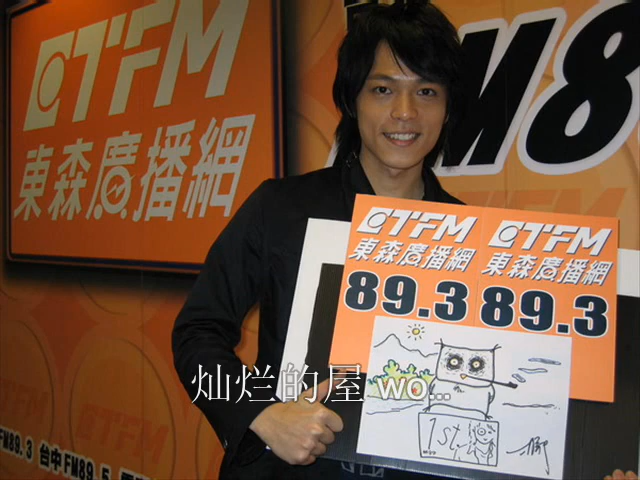 ETFM
東森廣播網
FM8
ETFM ETFM
東森廣播網 東森廣播網
89.3 89.3
灿烂的屋 wo...
1st
FM89.3 台中 FM89.5